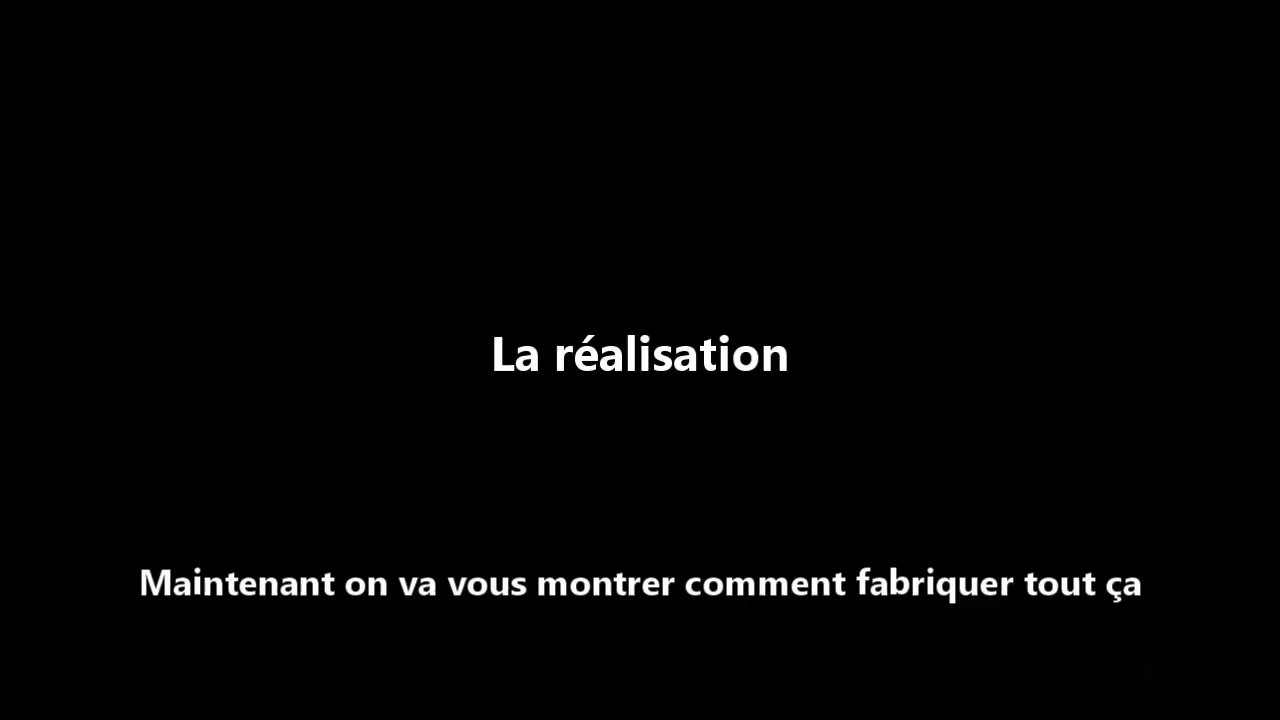 La réalisation
Maintenant on va vous montrer comment fabriquer tout ça